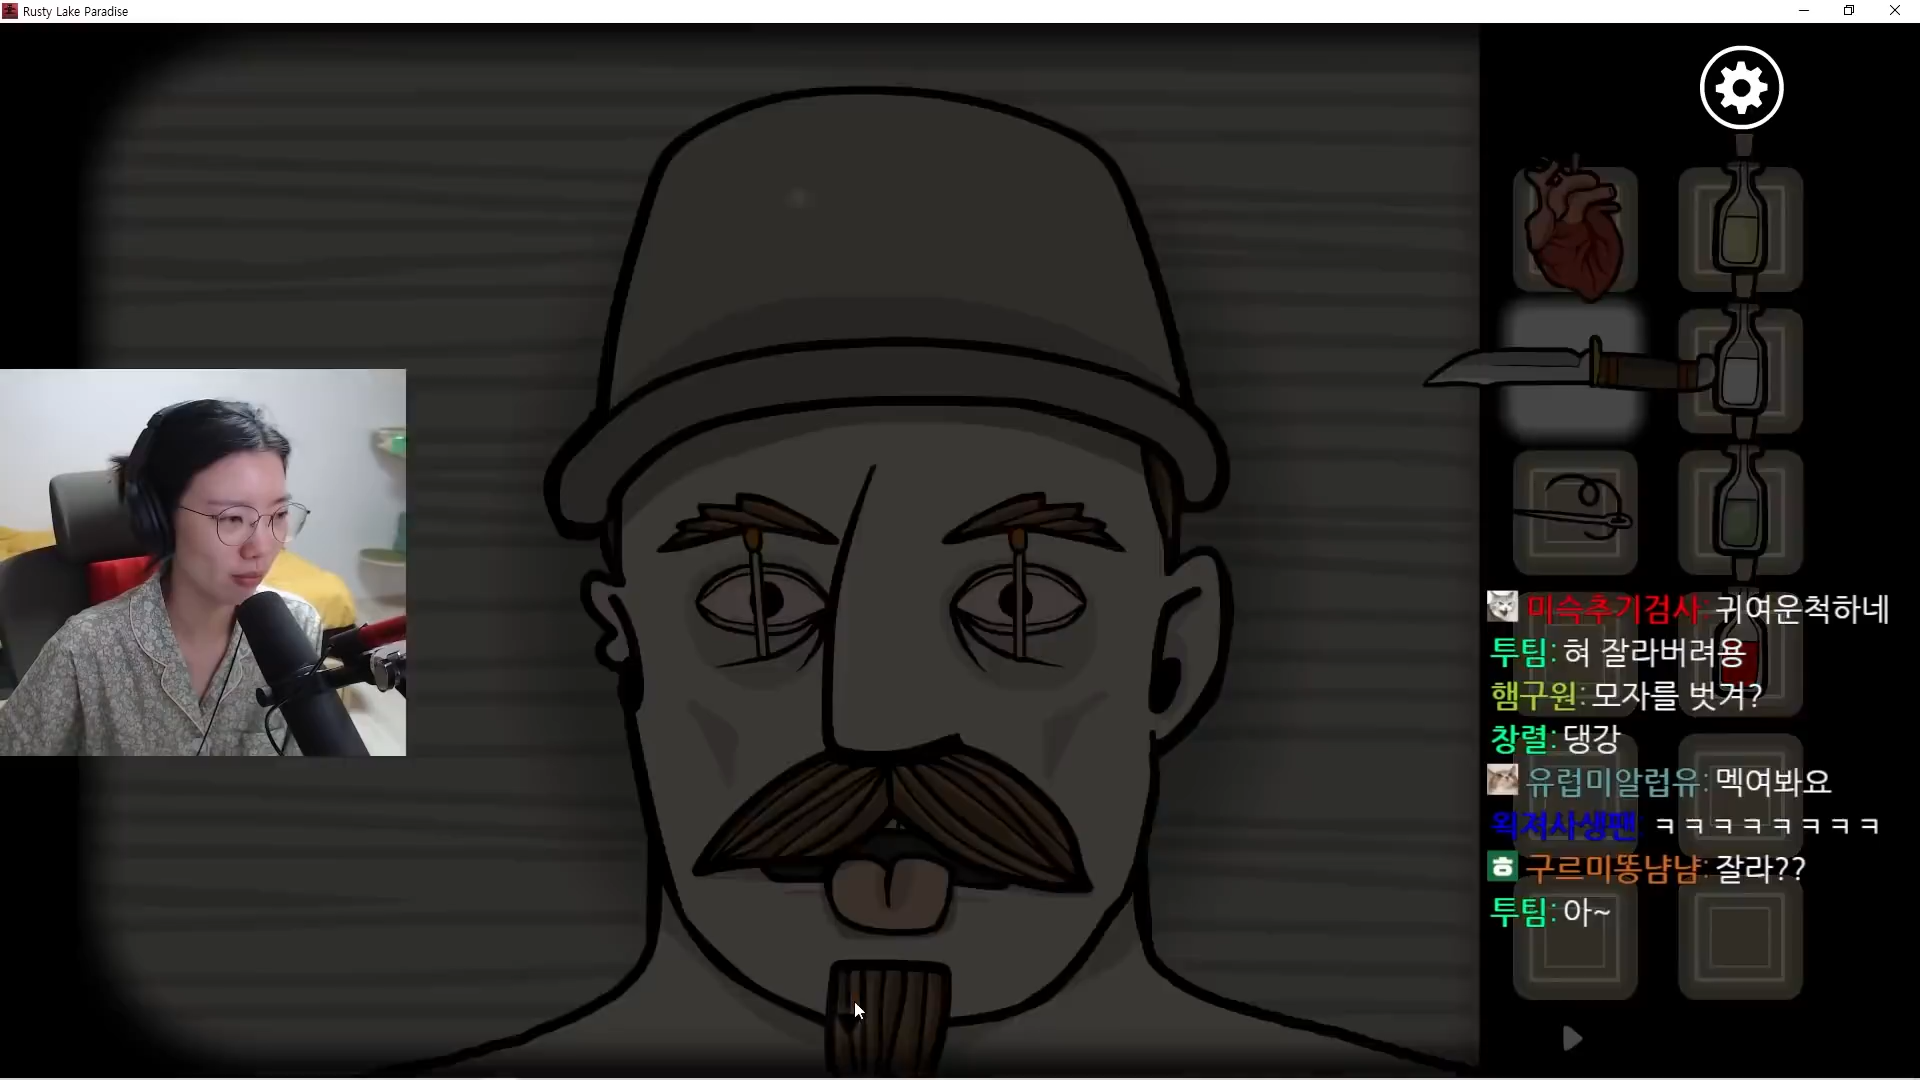 Rusty Lake Paradise
미슥추기검사: 귀여운척하네
투팀: 혀 잘라버려용
햄구원: 모자를 벗겨?
창렬: 댕강
유럽미알럽유: 멕여봐요
왹져사생팬: ㅋㅋㅋㅋㅋㅋㅋㅋ
ㅎ 구르미똥냠냠: 잘라??
투팀: 아~